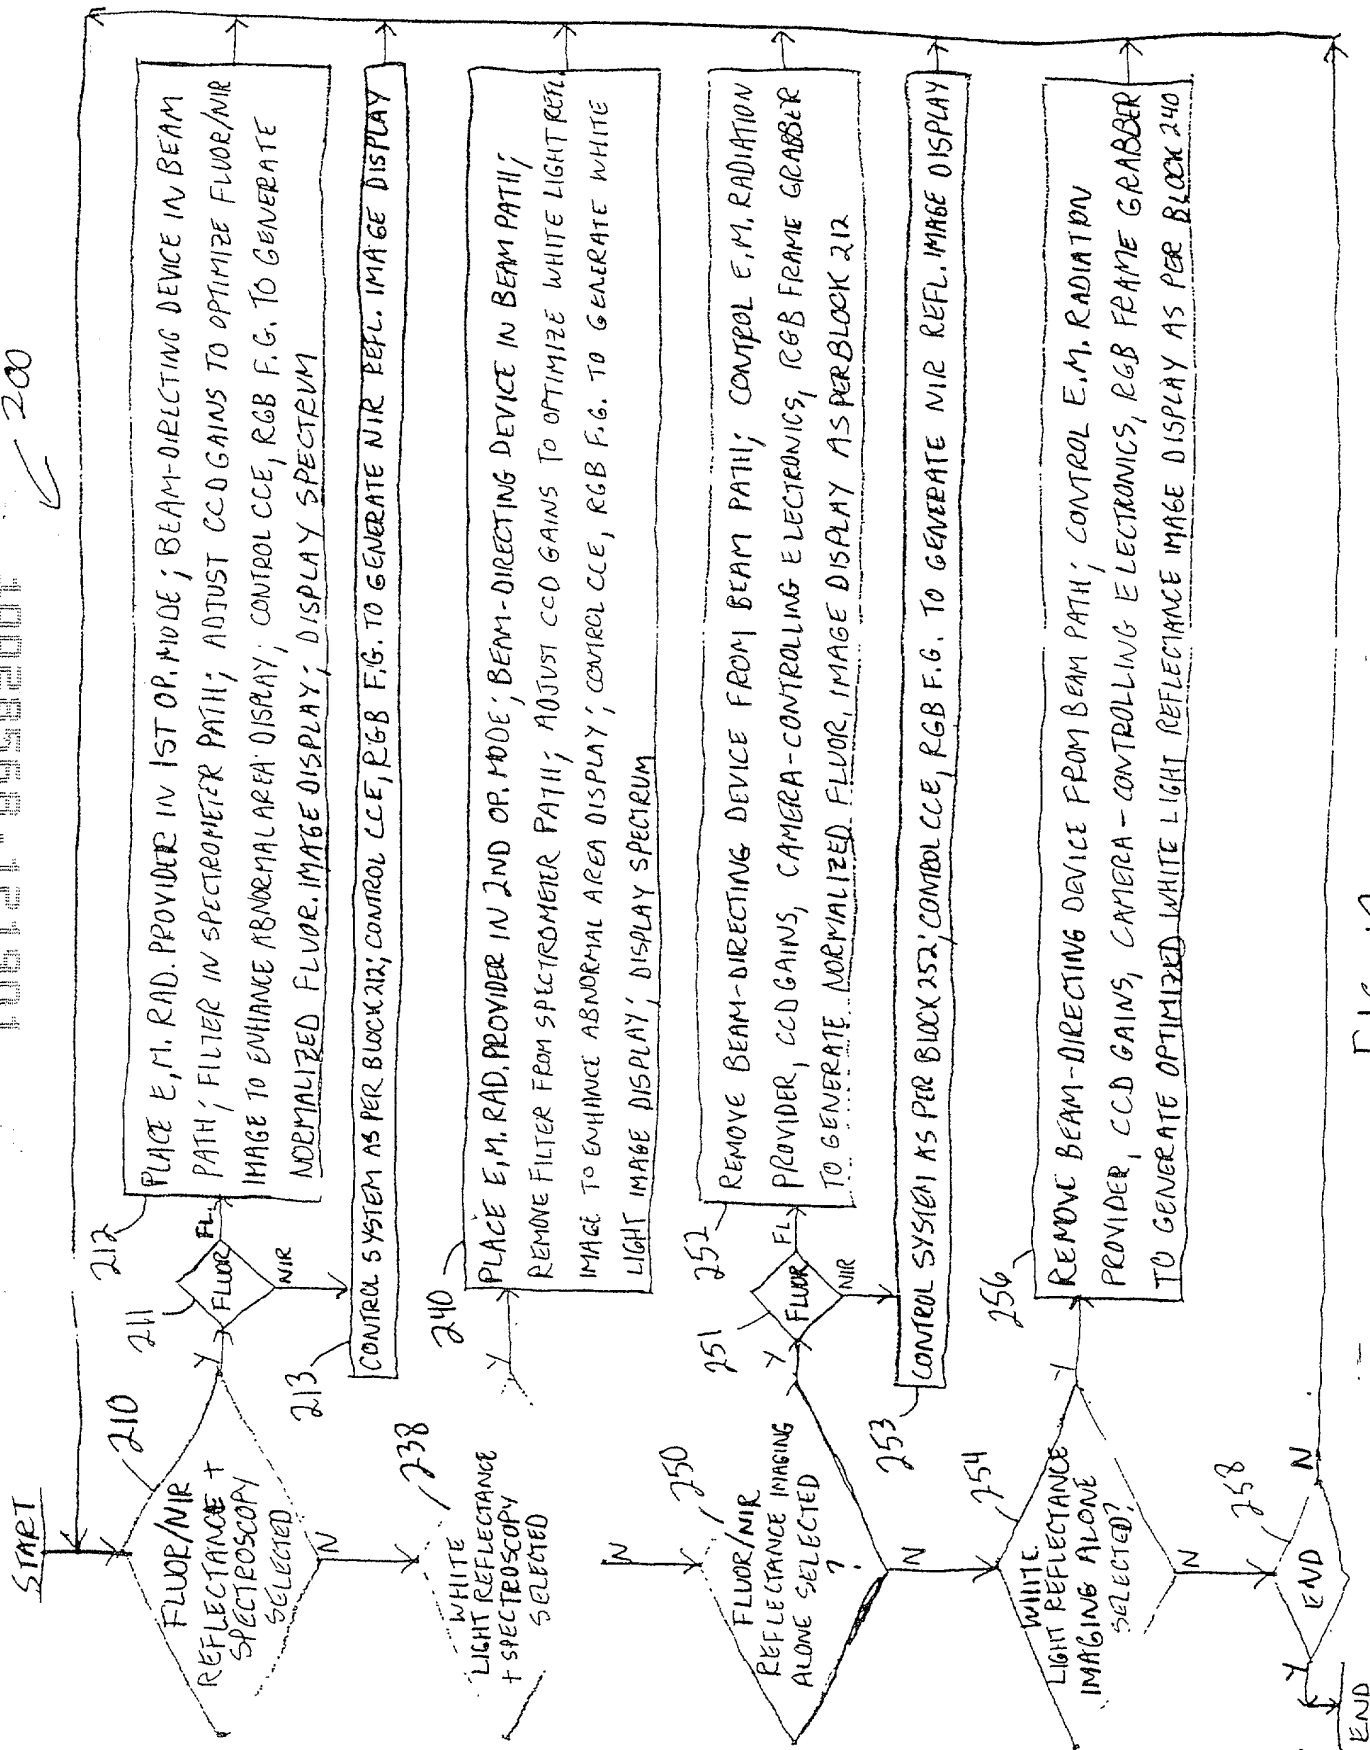 200
START
FLUOR/NIR
REFLECTANCE +
SPECTROSCOPY
SELECTED
210
Y
N
211
FLUOR
FL.
NIR
212
PLACE E.M. RAD. PROVIDER IN 1ST OP. MODE; BEAM-DIRECTING DEVICE IN BEAM
PATH; FILTER IN SPECTROMETER PATH; ADJUST CCD GAINS TO OPTIMIZE FLUOR/NIR
IMAGE TO ENHANCE ABNORMAL AREA DISPLAY; CONTROL CCE, RGB F.G. TO GENERATE
NORMALIZED FLUOR. IMAGE DISPLAY; DISPLAY SPECTRUM
213
CONTROL SYSTEM AS PER BLOCK 212; CONTROL CCE, RGB F.G. TO GENERATE NIR REFL. IMAGE DISPLAY
WHITE
LIGHT REFLECTANCE
+ SPECTROSCOPY
SELECTED
238
Y
N
240
PLACE E.M. RAD. PROVIDER IN 2ND OP. MODE; BEAM-DIRECTING DEVICE IN BEAM PATH;
REMOVE FILTER FROM SPECTROMETER PATH; ADJUST CCD GAINS TO OPTIMIZE WHITE LIGHT REFL.
IMAGE TO ENHANCE ABNORMAL AREA DISPLAY; CONTROL CCE, RGB F.G. TO GENERATE WHITE
LIGHT IMAGE DISPLAY; DISPLAY SPECTRUM
FLUOR/NIR
REFLECTANCE IMAGING
ALONE SELECTED
?
250
Y
N
251
FLUOR
FL.
NIR
252
REMOVE BEAM-DIRECTING DEVICE FROM BEAM PATH; CONTROL E.M. RADIATION
PROVIDER, CCD GAINS, CAMERA-CONTROLLING ELECTRONICS, RGB FRAME GRABBER
TO GENERATE NORMALIZED FLUOR. IMAGE DISPLAY AS PER BLOCK 212
253
CONTROL SYSTEM AS PER BLOCK 252; CONTROL CCE, RGB F.G. TO GENERATE NIR REFL. IMAGE DISPLAY
WHITE
LIGHT REFLECTANCE
IMAGING ALONE
SELECTED?
254
Y
N
256
REMOVE BEAM-DIRECTING DEVICE FROM BEAM PATH; CONTROL E.M. RADIATION
PROVIDER, CCD GAINS, CAMERA-CONTROLLING ELECTRONICS, RGB FRAME GRABBER
TO GENERATE OPTIMIZED WHITE LIGHT REFLECTANCE IMAGE DISPLAY AS PER BLOCK 240
END
258
Y
N
END